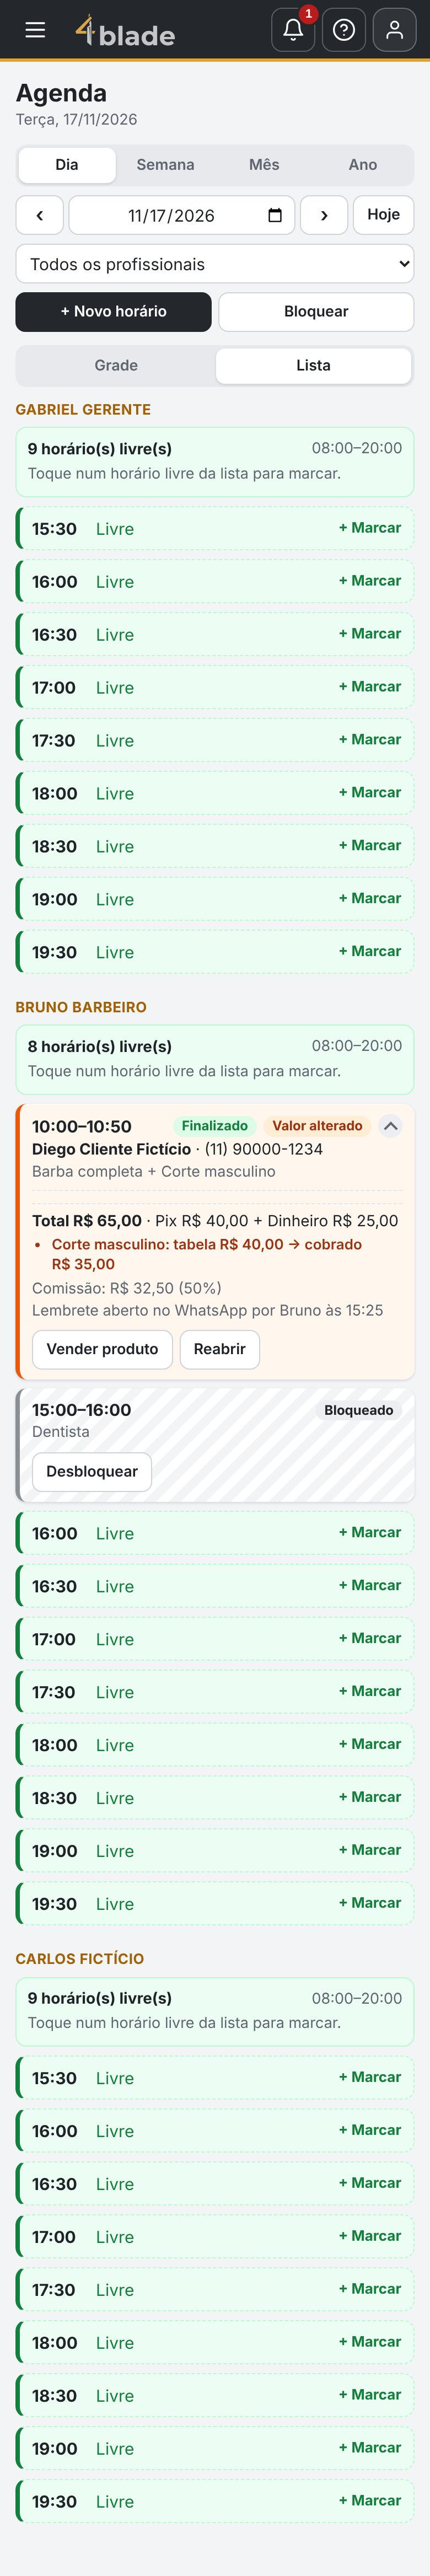 4blade
1
Agenda
Terça, 17/11/2026
Dia Semana Mês Ano
‹ 11/17/2026 › Hoje
Todos os profissionais
+ Novo horário Bloquear
Grade Lista
GABRIEL GERENTE
9 horário(s) livre(s) 08:00–20:00
Toque num horário livre da lista para marcar.
15:30 Livre + Marcar
16:00 Livre + Marcar
16:30 Livre + Marcar
17:00 Livre + Marcar
17:30 Livre + Marcar
18:00 Livre + Marcar
18:30 Livre + Marcar
19:00 Livre + Marcar
19:30 Livre + Marcar
BRUNO BARBEIRO
8 horário(s) livre(s) 08:00–20:00
Toque num horário livre da lista para marcar.
10:00–10:50 Finalizado Valor alterado
Diego Cliente Fictício · (11) 90000-1234
Barba completa + Corte masculino
Total R$ 65,00 · Pix R$ 40,00 + Dinheiro R$ 25,00
• Corte masculino: tabela R$ 40,00 → cobrado
R$ 35,00
Comissão: R$ 32,50 (50%)
Lembrete aberto no WhatsApp por Bruno às 15:25
Vender produto Reabrir
15:00–16:00 Bloqueado
Dentista
Desbloquear
16:00 Livre + Marcar
16:30 Livre + Marcar
17:00 Livre + Marcar
17:30 Livre + Marcar
18:00 Livre + Marcar
18:30 Livre + Marcar
19:00 Livre + Marcar
19:30 Livre + Marcar
CARLOS FICTÍCIO
9 horário(s) livre(s) 08:00–20:00
Toque num horário livre da lista para marcar.
15:30 Livre + Marcar
16:00 Livre + Marcar
16:30 Livre + Marcar
17:00 Livre + Marcar
17:30 Livre + Marcar
18:00 Livre + Marcar
18:30 Livre + Marcar
19:00 Livre + Marcar
19:30 Livre + Marcar